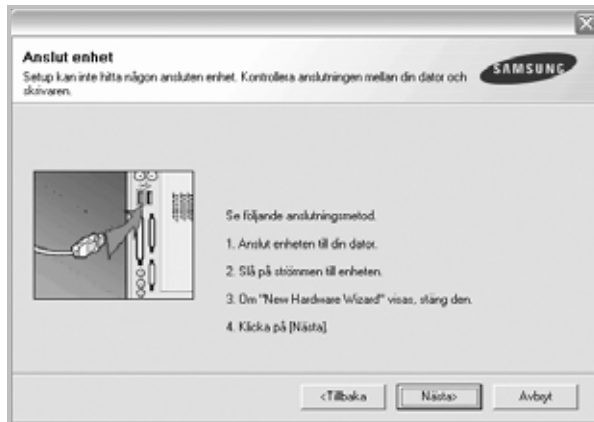 Anslut enhet
Setup kan inte hitta någon ansluten enhet. Kontrollera anslutningen mellan din dator och
skrivaren.
SAMSUNG
Se följande anslutningsmetod.
1. Anslut enheten till din dator.
2. Slå på strömmen till enheten.
3. Om "New Hardware Wizard" visas, stäng den.
4. Klicka på [Nästa].
<Tillbaka
Nästa>
Avbryt